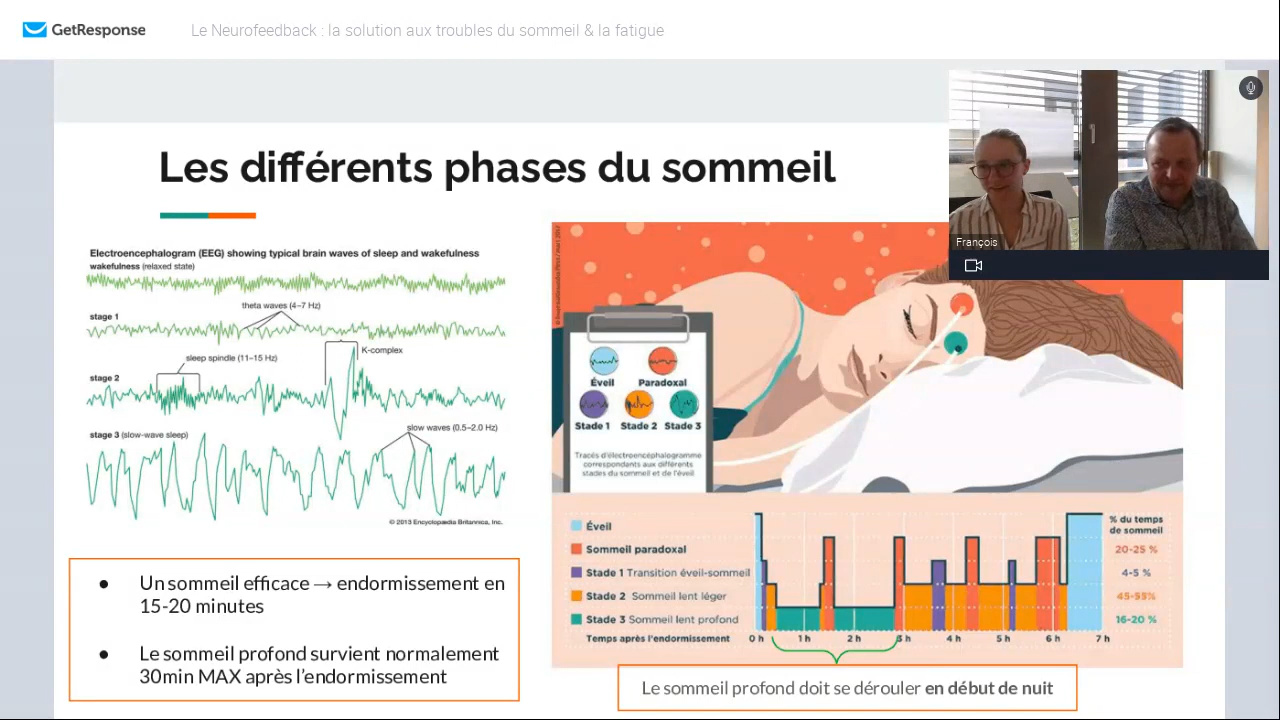 GetResponse
Le Neurofeedback : la solution aux troubles du sommeil & la fatigue
François
Les différents phases du sommeil
Electroencephalogram (EEG) showing typical brain waves of sleep and wakefulness
wakefulness (relaxed state)
theta waves (4–7 Hz)
stage 1
K-complex
sleep spindle (11–15 Hz)
stage 2
slow waves (0.5–2.0 Hz)
stage 3 (slow-wave sleep)
© 2013 Encyclopædia Britannica, Inc.
Un sommeil efficace → endormissement en
15-20 minutes
Le sommeil profond survient normalement
30min MAX après l'endormissement
Éveil Paradoxal
Stade 1 Stade 2 Stade 3
Tracés d'électroencéphalogramme
correspondants aux différents
stades du sommeil et de l'éveil
% du temps
de sommeil
Éveil
Sommeil paradoxal 20-25 %
Stage 1 Transition éveil-sommeil 4-5 %
Stage 2 Sommeil lent léger 45-55%
Stade 3 Sommeil lent profond 16-20 %
Temps après l'endormissement 0 h 1 h 2 h 3 h 4 h 5 h 6 h 7 h
Le sommeil profond doit se dérouler en début de nuit